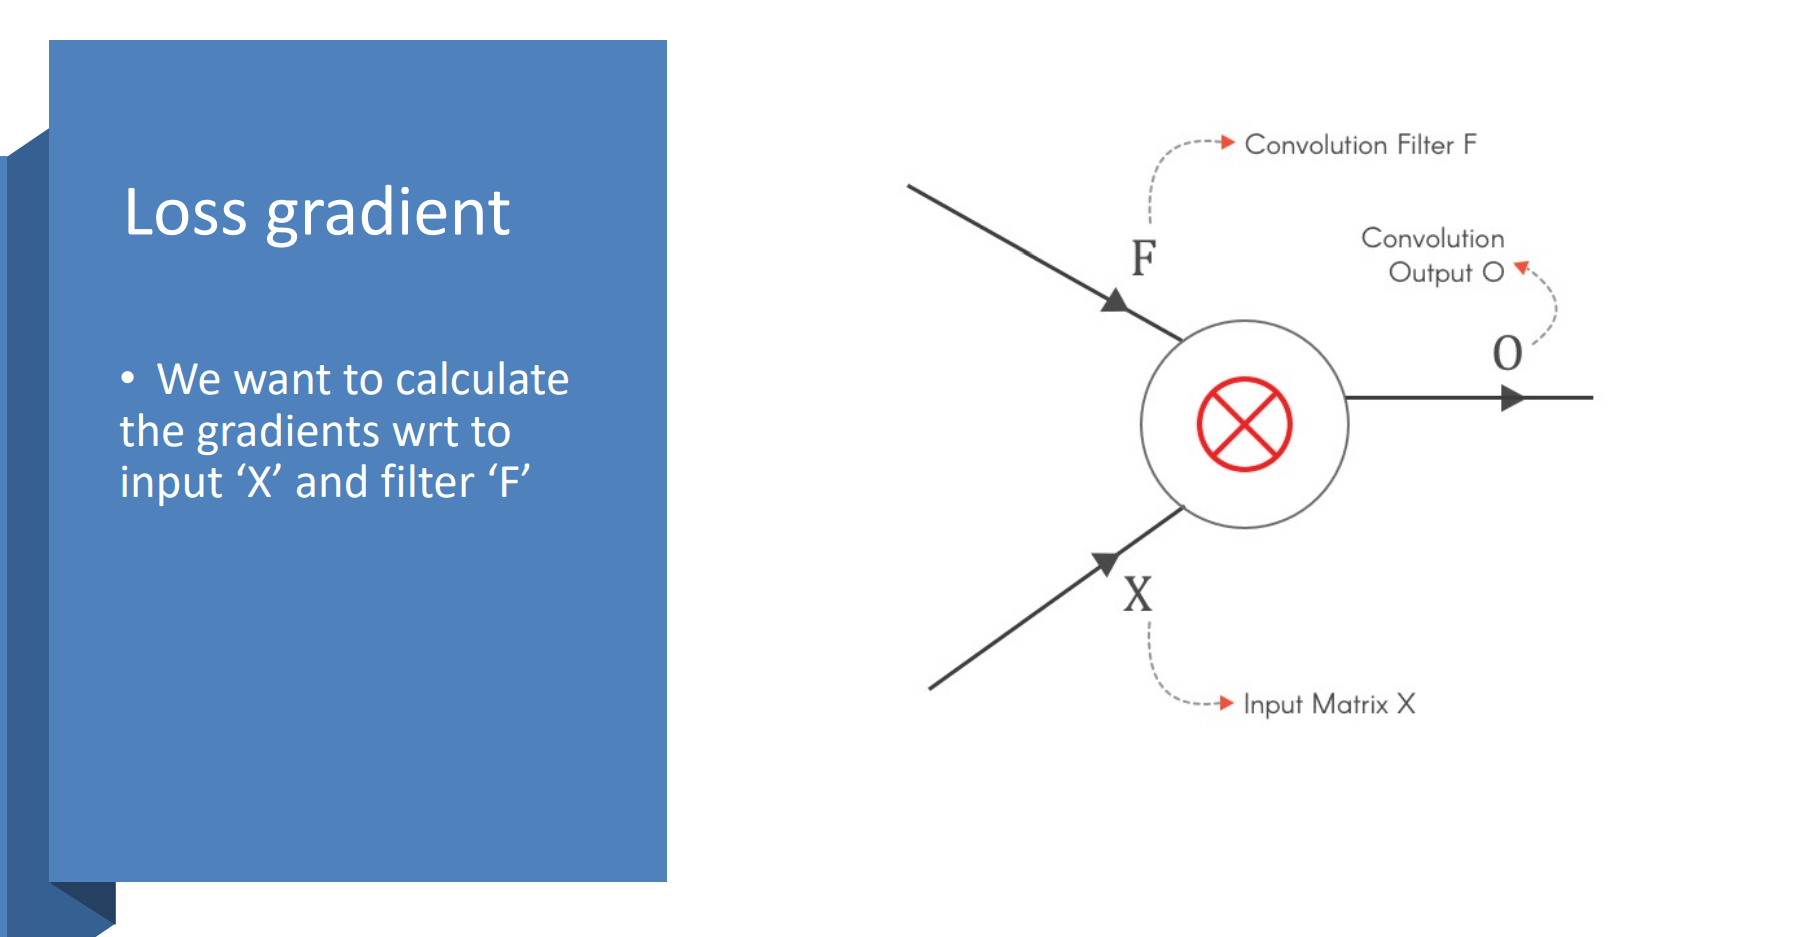 Loss gradient
• We want to calculate
the gradients wrt to
input ‘X’ and filter ‘F’
Convolution Filter F
F
Convolution
Output O
O
X
Input Matrix X